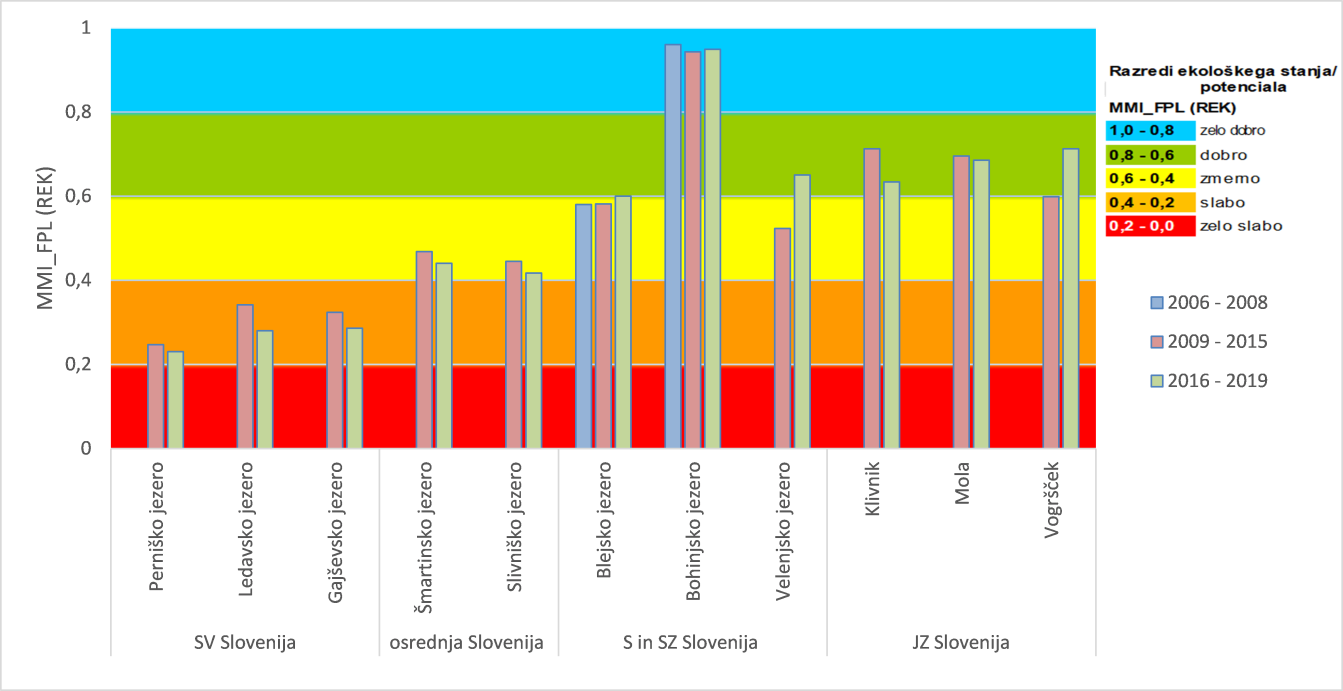 1
0,8
0,6
0,4
0,2
0
MMI_FPL (REK)
Perniško jezero
Ledavsko jezero
Gajševsko jezero
Šmartinsko jezero
Slivniško jezero
Blejsko jezero
Bohinjsko jezero
Velenjsko jezero
Klivnik
Mola
Vogršček
SV Slovenija
osrednja Slovenija
S in SZ Slovenija
JZ Slovenija
Razredi ekološkega stanja/
potenciala
MMI_FPL (REK)
1,0 - 0,8 zelo dobro
0,8 - 0,6 dobro
0,6 - 0,4 zmerno
0,4 - 0,2 slabo
0,2 - 0,0 zelo slabo
2006 - 2008
2009 - 2015
2016 - 2019